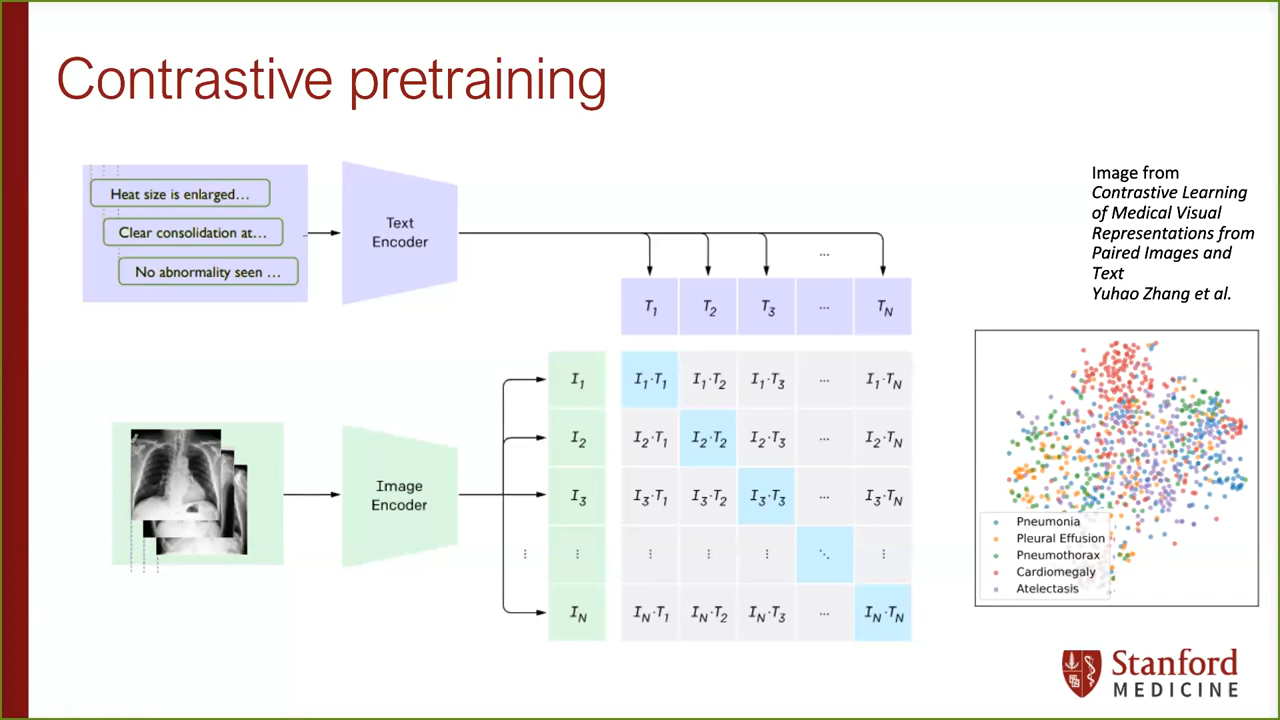 Contrastive pretraining
Heat size is enlarged…
Clear consolidation at…
No abnormality seen …
Text
Encoder
...
T1 T2 T3 ... TN
Image
Encoder
I1 I1·T1 I1·T2 I1·T3 ... I1·TN
I2 I2·T1 I2·T2 I2·T3 ... I2·TN
I3 I3·T1 I3·T2 I3·T3 ... I3·TN
⋮ ⋮ ⋮ ⋮ ⋮ ⋱ ⋮
IN IN·T1 IN·T2 IN·T3 ... IN·TN
Image from
Contrastive Learning
of Medical Visual
Representations from
Paired Images and
Text
Yuhao Zhang et al.
Pneumonia
Pleural Effusion
Pneumothorax
Cardiomegaly
Atelectasis
Stanford
MEDICINE